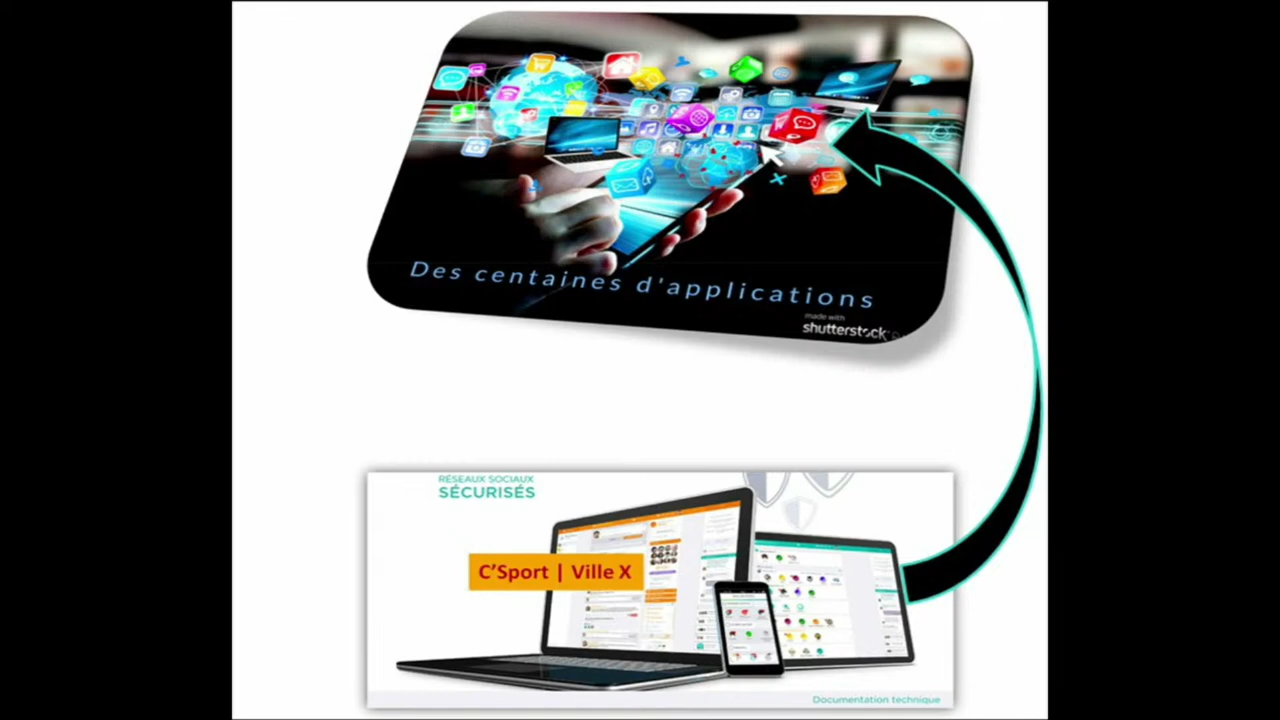 Des centaines d'applications
made with
shutterstock
RÉSEAUX SOCIAUX
SÉCURISÉS
C'Sport | Ville X
Documentation technique